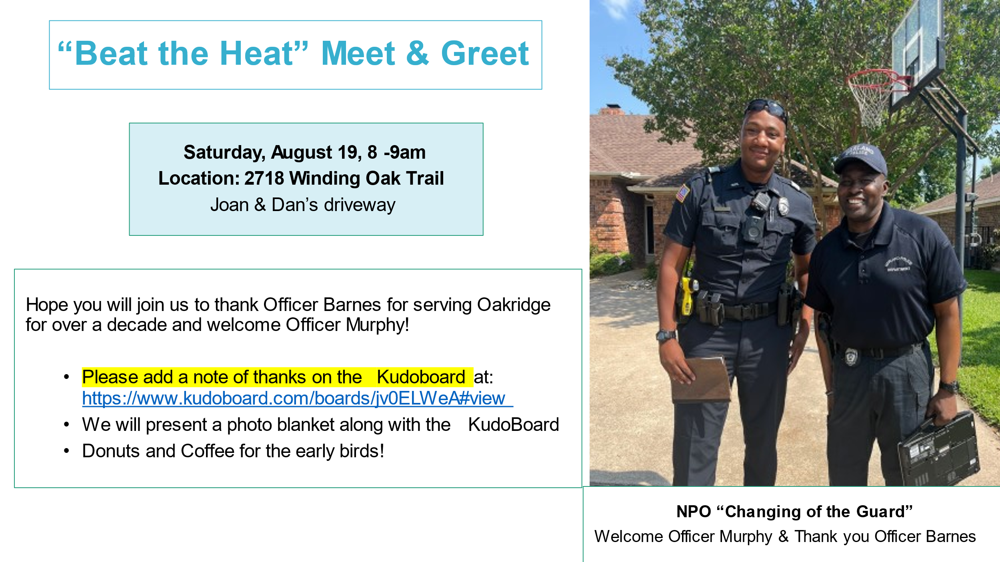 “Beat the Heat” Meet & Greet
Saturday, August 19, 8 -9am
Location: 2718 Winding Oak Trail
Joan & Dan’s driveway
Hope you will join us to thank Officer Barnes for serving Oakridge
for over a decade and welcome Officer Murphy!
• Please add a note of thanks on the Kudoboard at:
https://www.kudoboard.com/boards/jv0ELWeA#view
• We will present a photo blanket along with the KudoBoard
• Donuts and Coffee for the early birds!
POLICE
DEPARTMENT
NPO “Changing of the Guard”
Welcome Officer Murphy & Thank you Officer Barnes